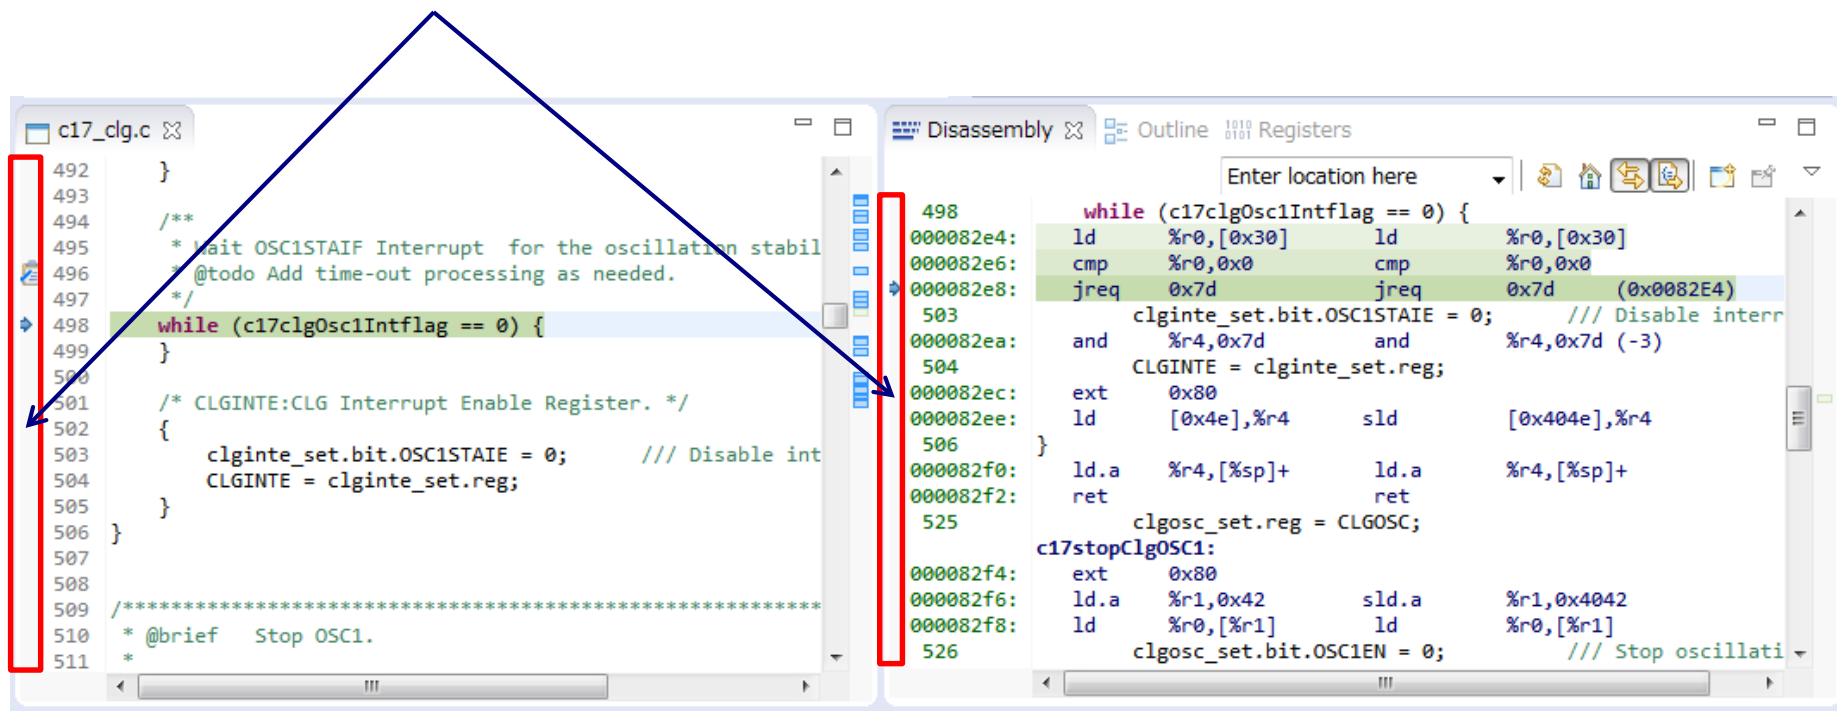 c17_clg.c
492 }
493
494 /**
495 * Wait OSC1STAIF Interrupt  for the oscillation stabil
496 * @todo Add time-out processing as needed.
497 */
498 while (c17clgOsc1Intflag == 0) {
499 }
500
501 /* CLGINTE:CLG Interrupt Enable Register. */
502 {
503 clginte_set.bit.OSC1STAIE = 0; /// Disable int
504 CLGINTE = clginte_set.reg;
505 }
506 }
507
508
509 /**********************************************************
510 * @brief   Stop OSC1.
511 *
Disassembly Outline Registers
Enter location here
498 while (c17clgOsc1Intflag == 0) {
000082e4: ld %r0,[0x30] ld %r0,[0x30]
000082e6: cmp %r0,0x0 cmp %r0,0x0
000082e8: jreq 0x7d jreq 0x7d (0x0082E4)
503 clginte_set.bit.OSC1STAIE = 0; /// Disable interr
000082ea: and %r4,0x7d and %r4,0x7d (-3)
504 CLGINTE = clginte_set.reg;
000082ec: ext 0x80
000082ee: ld [0x4e],%r4 sld [0x404e],%r4
506 }
000082f0: ld.a %r4,[%sp]+ ld.a %r4,[%sp]+
000082f2: ret ret
525 clgosc_set.reg = CLGOSC;
c17stopClgOSC1:
000082f4: ext 0x80
000082f6: ld.a %r1,0x42 sld.a %r1,0x4042
000082f8: ld %r0,[%r1] ld %r0,[%r1]
526 clgosc_set.bit.OSC1EN = 0; /// Stop oscillati